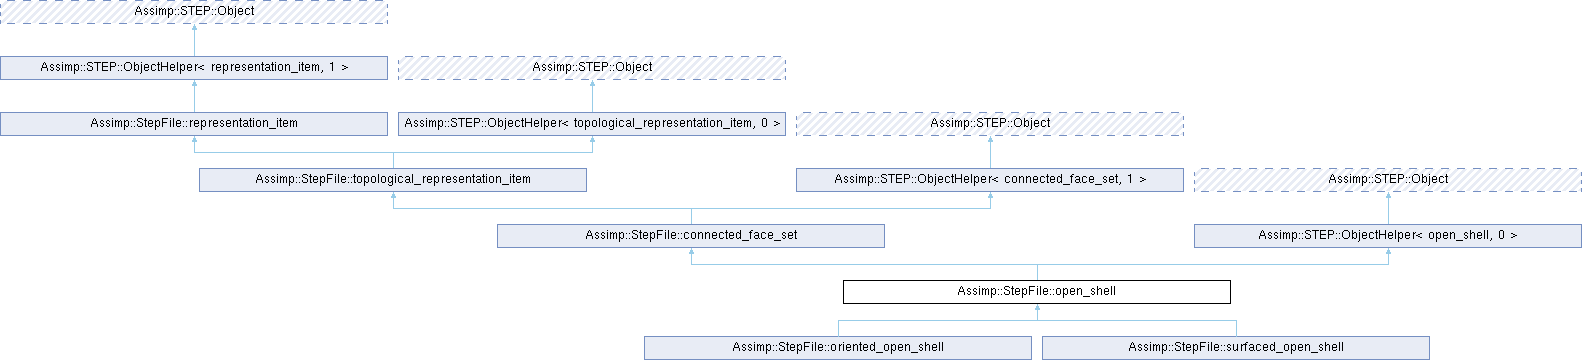 Assimp::STEP::Object
Assimp::STEP::ObjectHelper< representation_item, 1 >
Assimp::STEP::Object
Assimp::StepFile::representation_item
Assimp::STEP::ObjectHelper< topological_representation_item, 0 >
Assimp::STEP::Object
Assimp::StepFile::topological_representation_item
Assimp::STEP::ObjectHelper< connected_face_set, 1 >
Assimp::STEP::Object
Assimp::StepFile::connected_face_set
Assimp::STEP::ObjectHelper< open_shell, 0 >
Assimp::StepFile::open_shell
Assimp::StepFile::oriented_open_shell
Assimp::StepFile::surfaced_open_shell